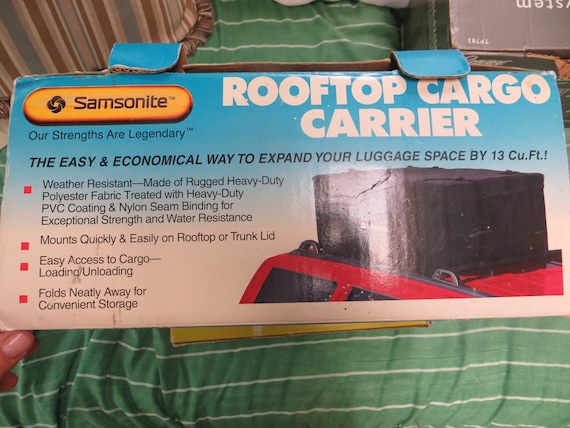 ystem
TP783
Samsonite™
Our Strengths Are Legendary™
ROOFTOP CARGO
CARRIER
THE EASY & ECONOMICAL WAY TO EXPAND YOUR LUGGAGE SPACE BY 13 Cu.Ft.!
Weather Resistant—Made of Rugged Heavy-Duty
Polyester Fabric Treated with Heavy-Duty
PVC Coating & Nylon Seam Binding for
Exceptional Strength and Water Resistance
Mounts Quickly & Easily on Rooftop or Trunk Lid
Easy Access to Cargo—
Loading/Unloading
Folds Neatly Away for
Convenient Storage